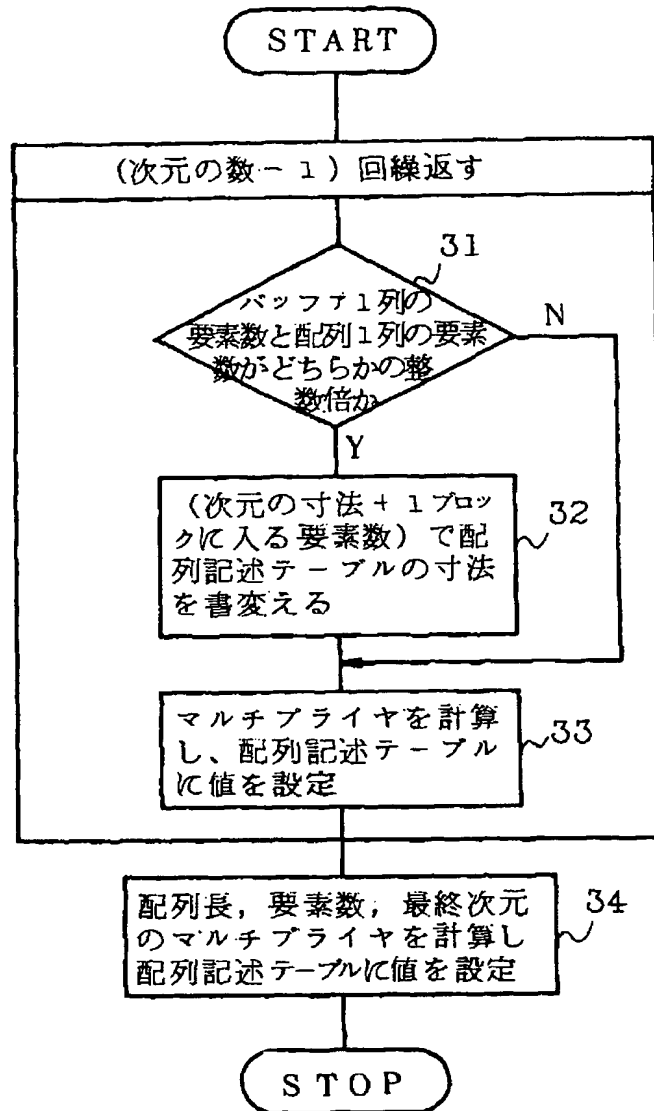 START
(次元の数-1)回繰返す
31
バッファ1列の
要素数と配列1列の要素
数がどちらかの整
数倍か
N
Y
(次元の寸法+1ブロッ
クに入る要素数)で配
列記述テーブルの寸法
を書変える
32
マルチプライヤを計算
し、配列記述テーブル
に値を設定
33
配列長,要素数,最終次元
のマルチプライヤを計算し
配列記述テーブルに値を設定
34
STOP